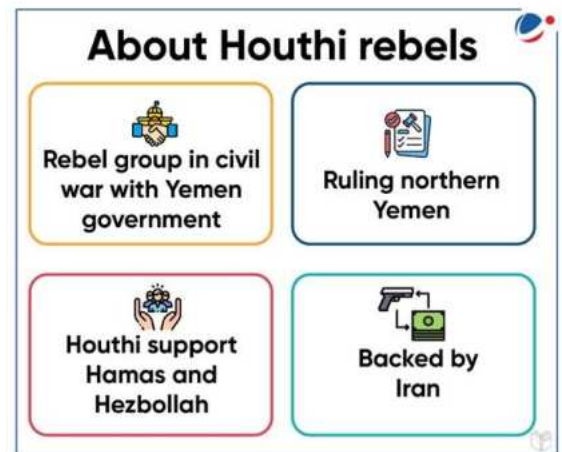 About Houthi rebels
Rebel group in civil
war with Yemen
government
Ruling northern
Yemen
Houthi support
Hamas and
Hezbollah
Backed by
Iran